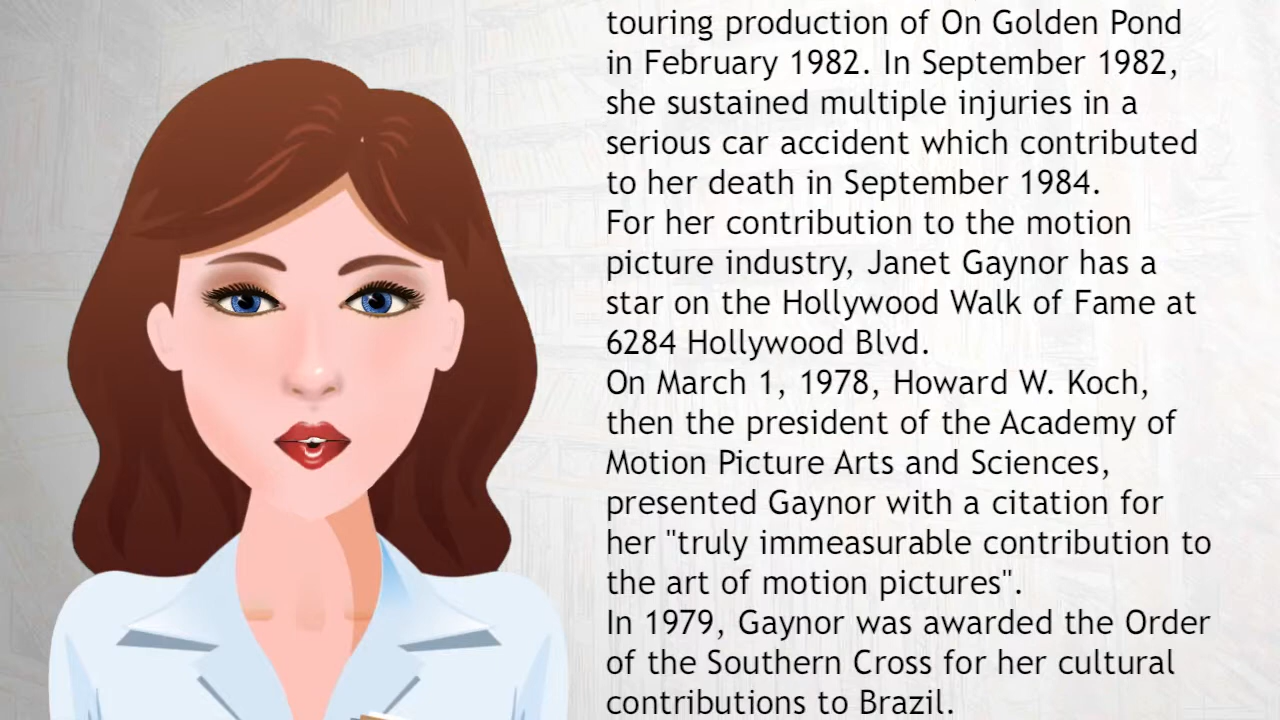 touring production of On Golden Pond
in February 1982. In September 1982,
she sustained multiple injuries in a
serious car accident which contributed
to her death in September 1984.
For her contribution to the motion
picture industry, Janet Gaynor has a
star on the Hollywood Walk of Fame at
6284 Hollywood Blvd.
On March 1, 1978, Howard W. Koch,
then the president of the Academy of
Motion Picture Arts and Sciences,
presented Gaynor with a citation for
her "truly immeasurable contribution to
the art of motion pictures".
In 1979, Gaynor was awarded the Order
of the Southern Cross for her cultural
contributions to Brazil.